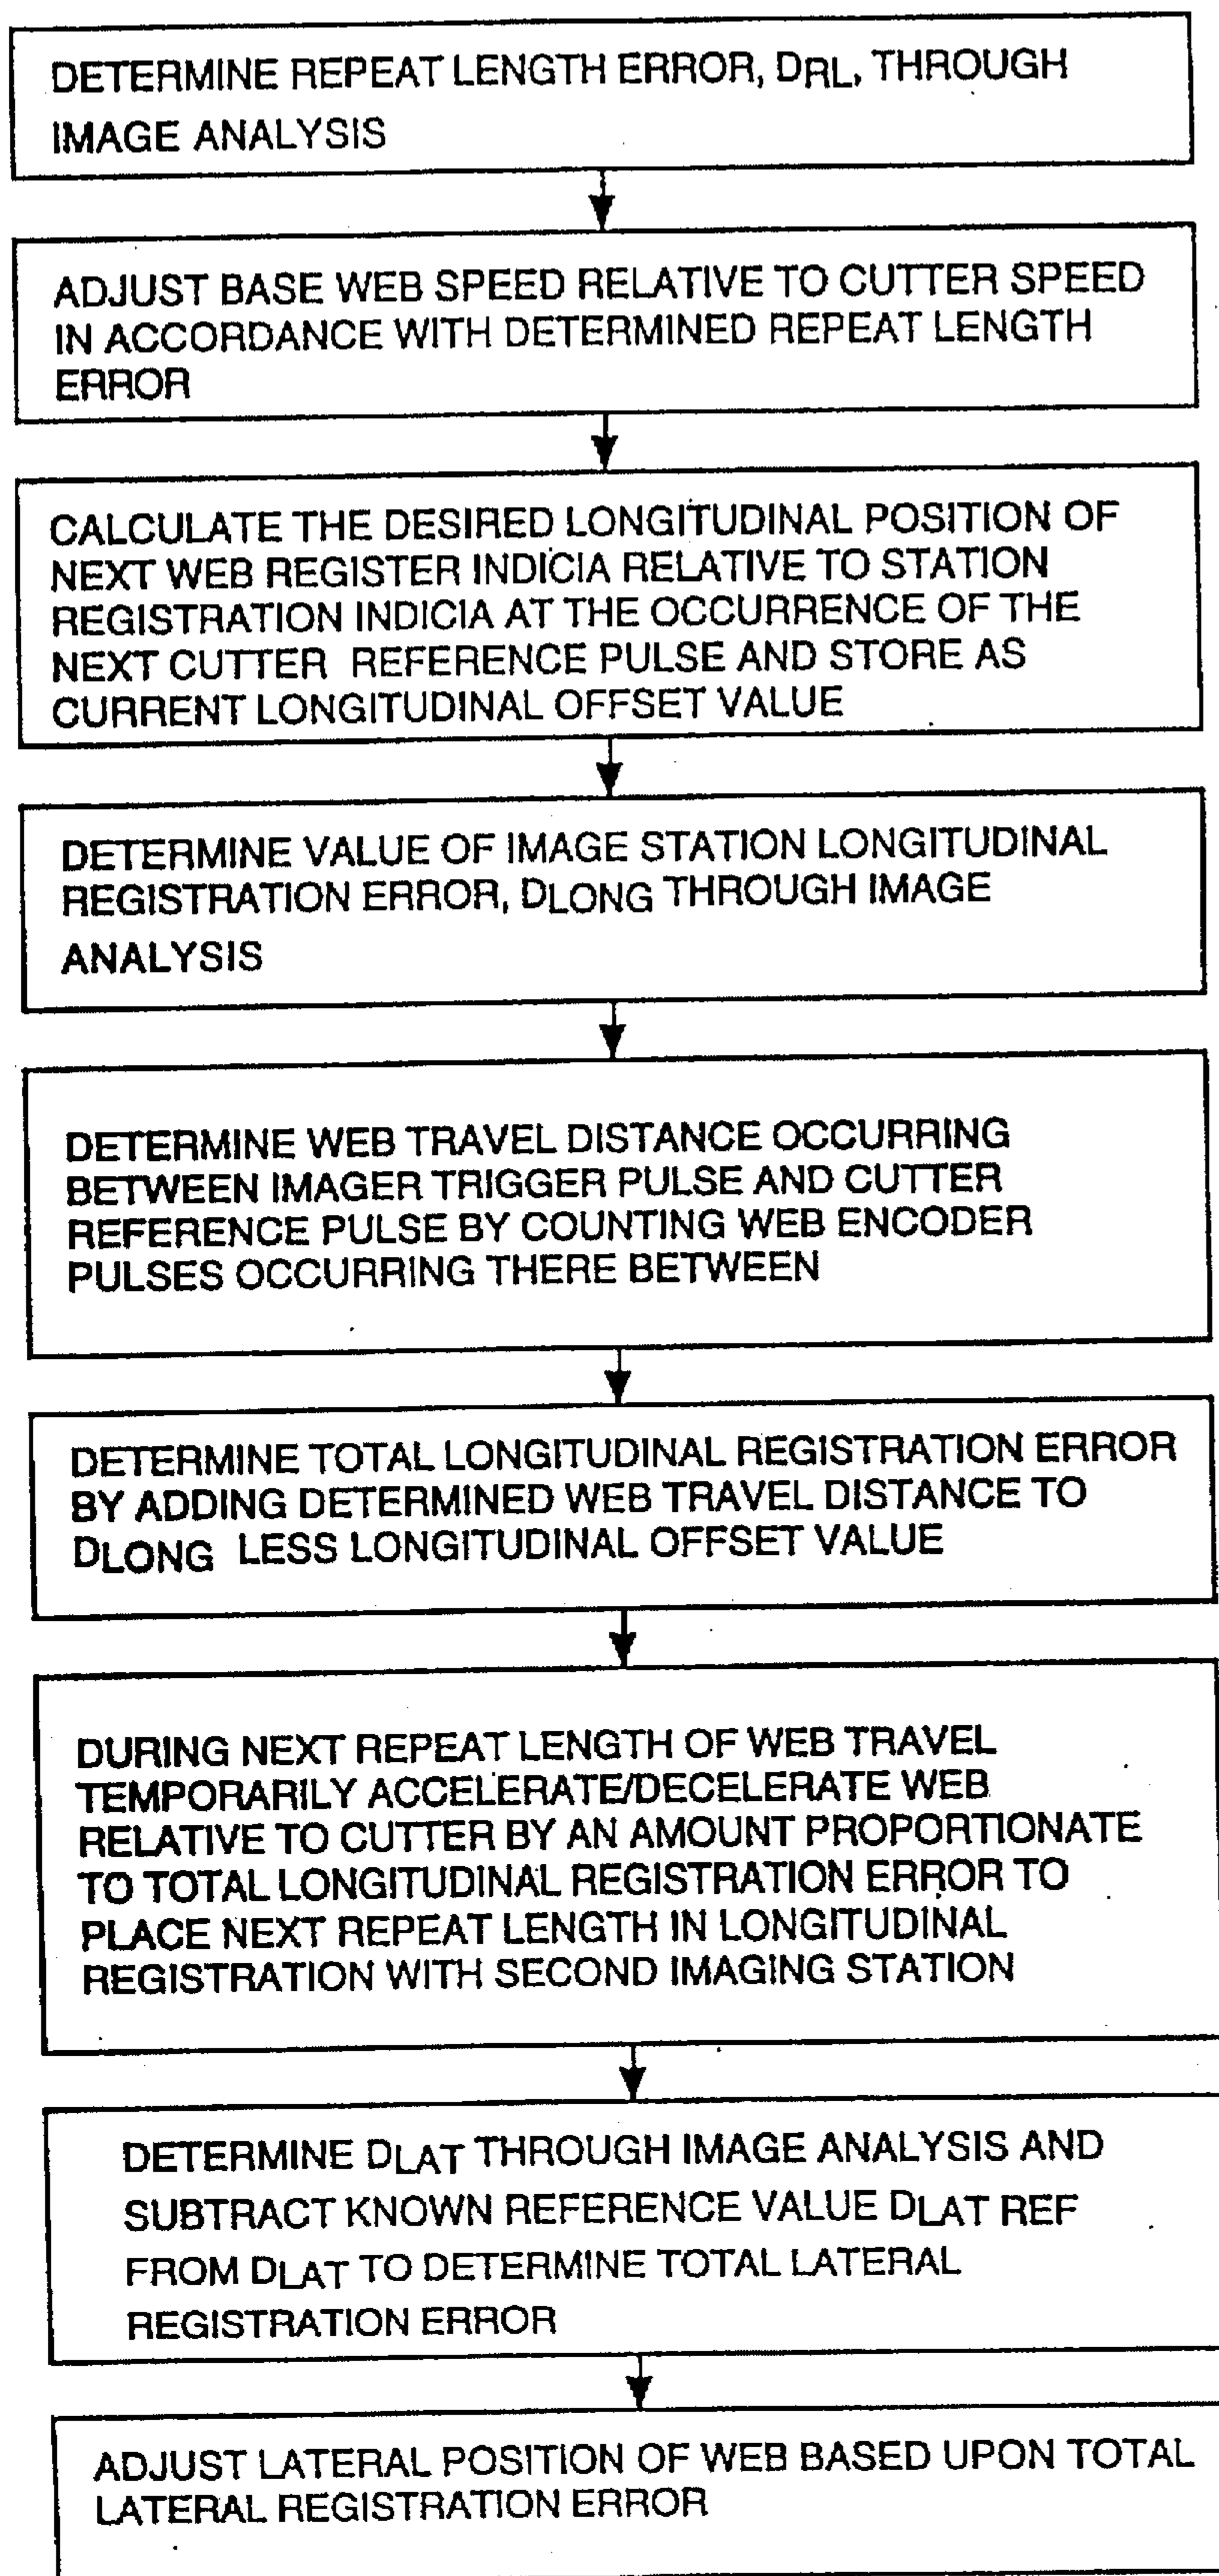 DETERMINE REPEAT LENGTH ERROR, DRL, THROUGH
IMAGE ANALYSIS
ADJUST BASE WEB SPEED RELATIVE TO CUTTER SPEED
IN ACCORDANCE WITH DETERMINED REPEAT LENGTH
ERROR
CALCULATE THE DESIRED LONGITUDINAL POSITION OF
NEXT WEB REGISTER INDICIA RELATIVE TO STATION
REGISTRATION INDICIA AT THE OCCURRENCE OF THE
NEXT CUTTER REFERENCE PULSE AND STORE AS
CURRENT LONGITUDINAL OFFSET VALUE
DETERMINE VALUE OF IMAGE STATION LONGITUDINAL
REGISTRATION ERROR, DLONG THROUGH IMAGE
ANALYSIS
DETERMINE WEB TRAVEL DISTANCE OCCURRING
BETWEEN IMAGER TRIGGER PULSE AND CUTTER
REFERENCE PULSE BY COUNTING WEB ENCODER
PULSES OCCURRING THERE BETWEEN
DETERMINE TOTAL LONGITUDINAL REGISTRATION ERROR
BY ADDING DETERMINED WEB TRAVEL DISTANCE TO
DLONG LESS LONGITUDINAL OFFSET VALUE
DURING NEXT REPEAT LENGTH OF WEB TRAVEL
TEMPORARILY ACCELERATE/DECELERATE WEB
RELATIVE TO CUTTER BY AN AMOUNT PROPORTIONATE
TO TOTAL LONGITUDINAL REGISTRATION ERROR TO
PLACE NEXT REPEAT LENGTH IN LONGITUDINAL
REGISTRATION WITH SECOND IMAGING STATION
DETERMINE DLAT THROUGH IMAGE ANALYSIS AND
SUBTRACT KNOWN REFERENCE VALUE DLAT REF
FROM DLAT TO DETERMINE TOTAL LATERAL
REGISTRATION ERROR
ADJUST LATERAL POSITION OF WEB BASED UPON TOTAL
LATERAL REGISTRATION ERROR